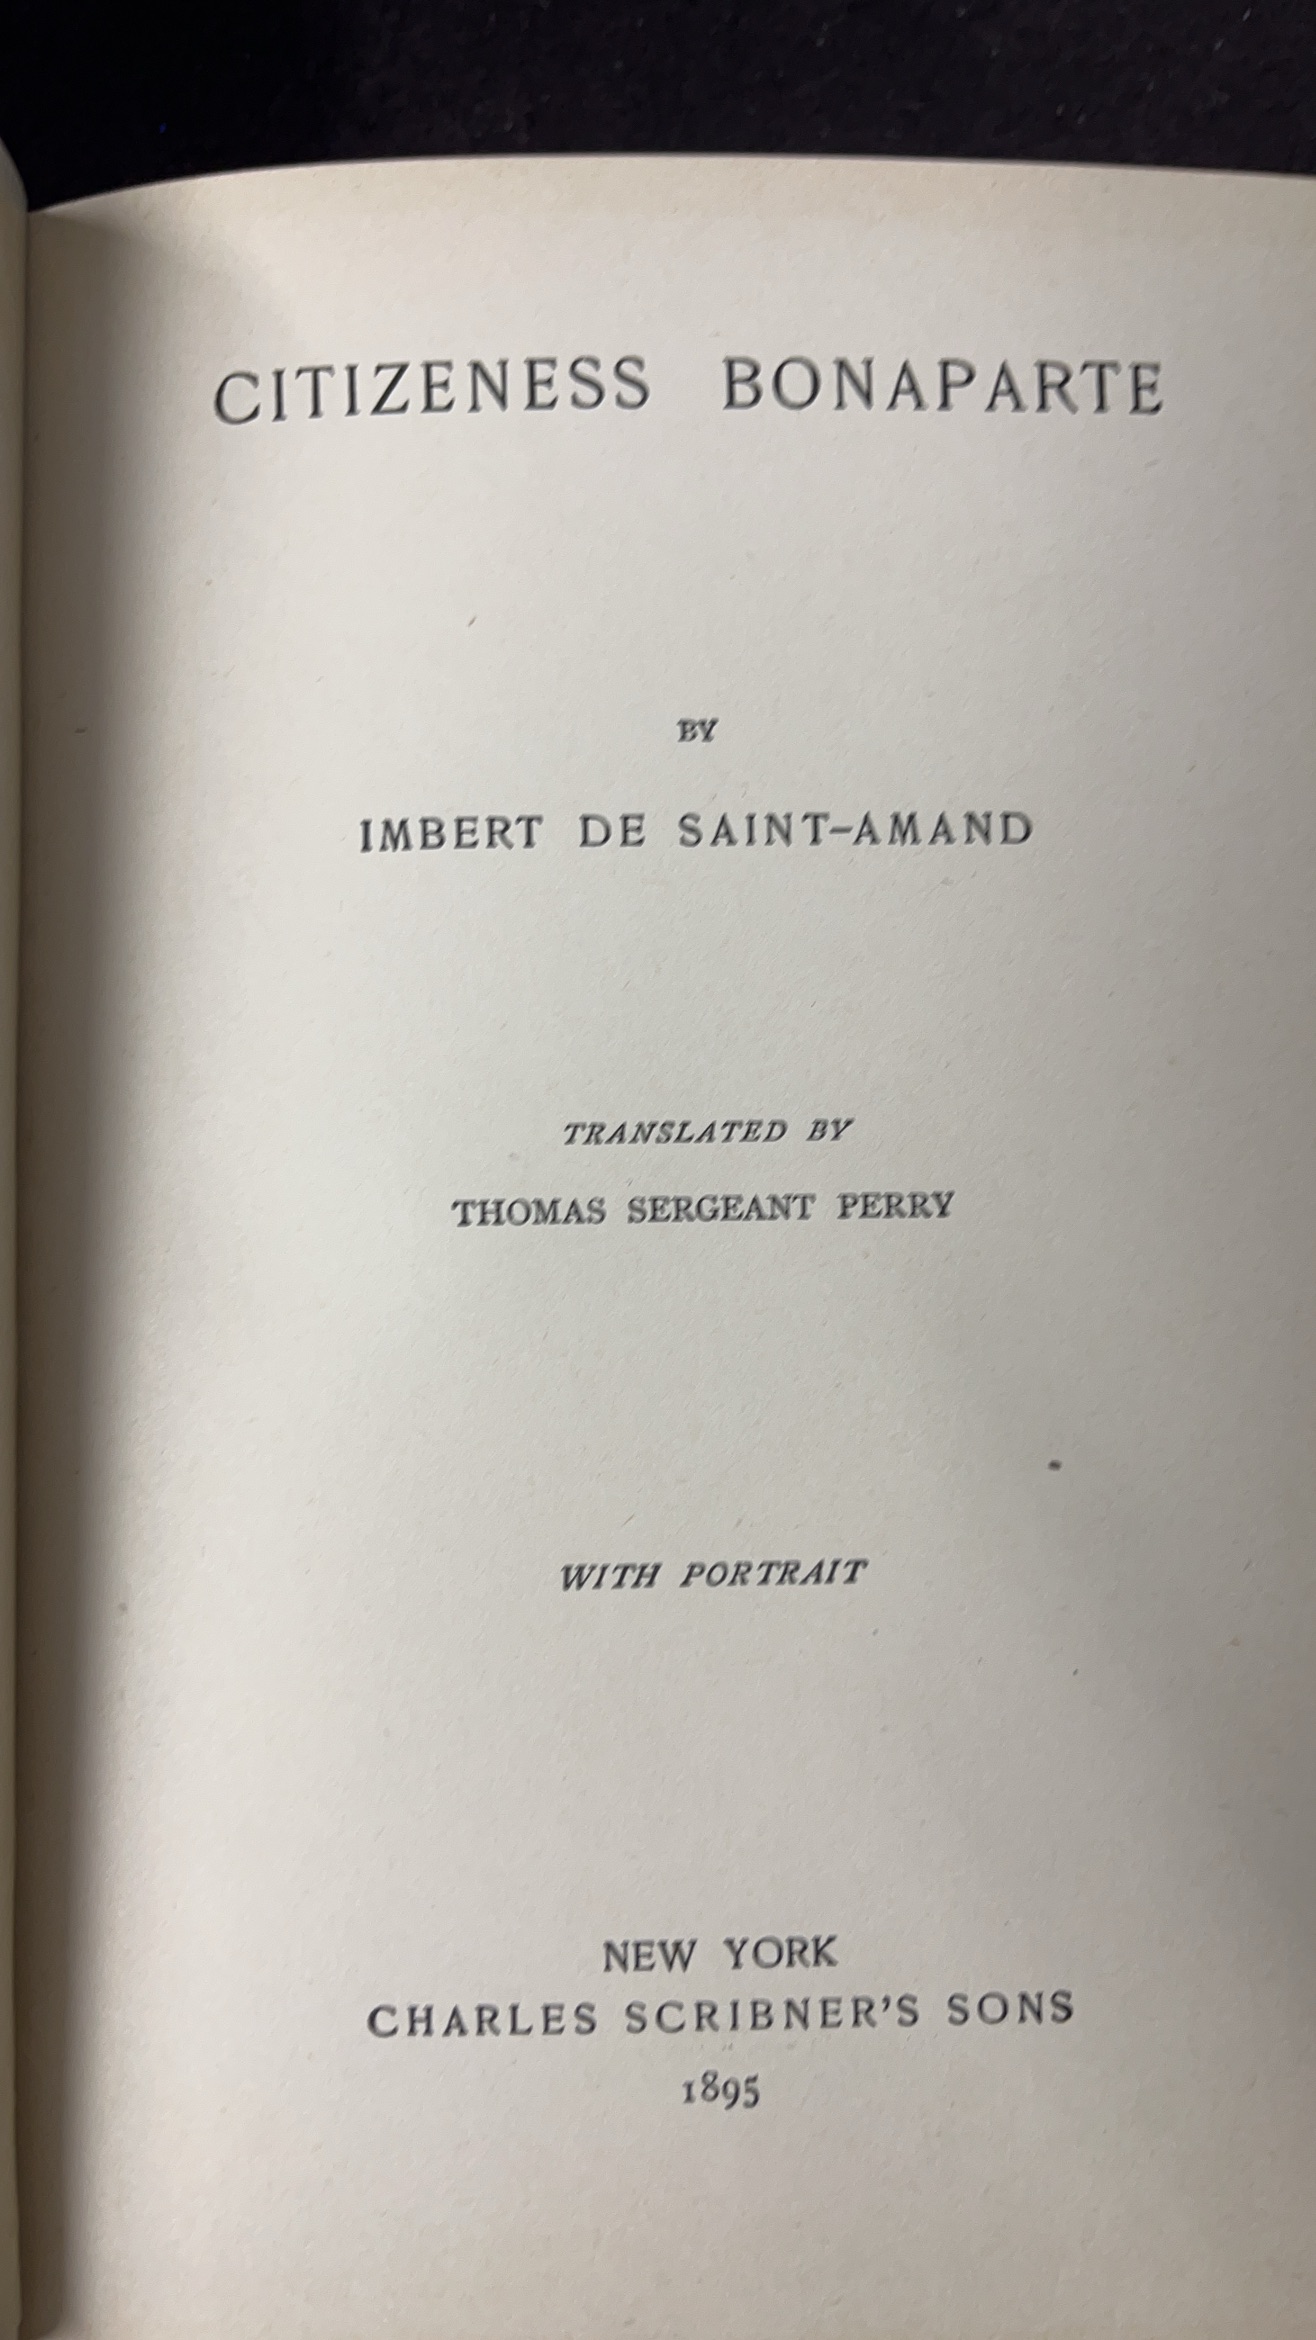 CITIZENESS BONAPARTE
BY
IMBERT DE SAINT-AMAND
TRANSLATED BY
THOMAS SERGEANT PERRY
WITH PORTRAIT
NEW YORK
CHARLES SCRIBNER'S SONS
1895